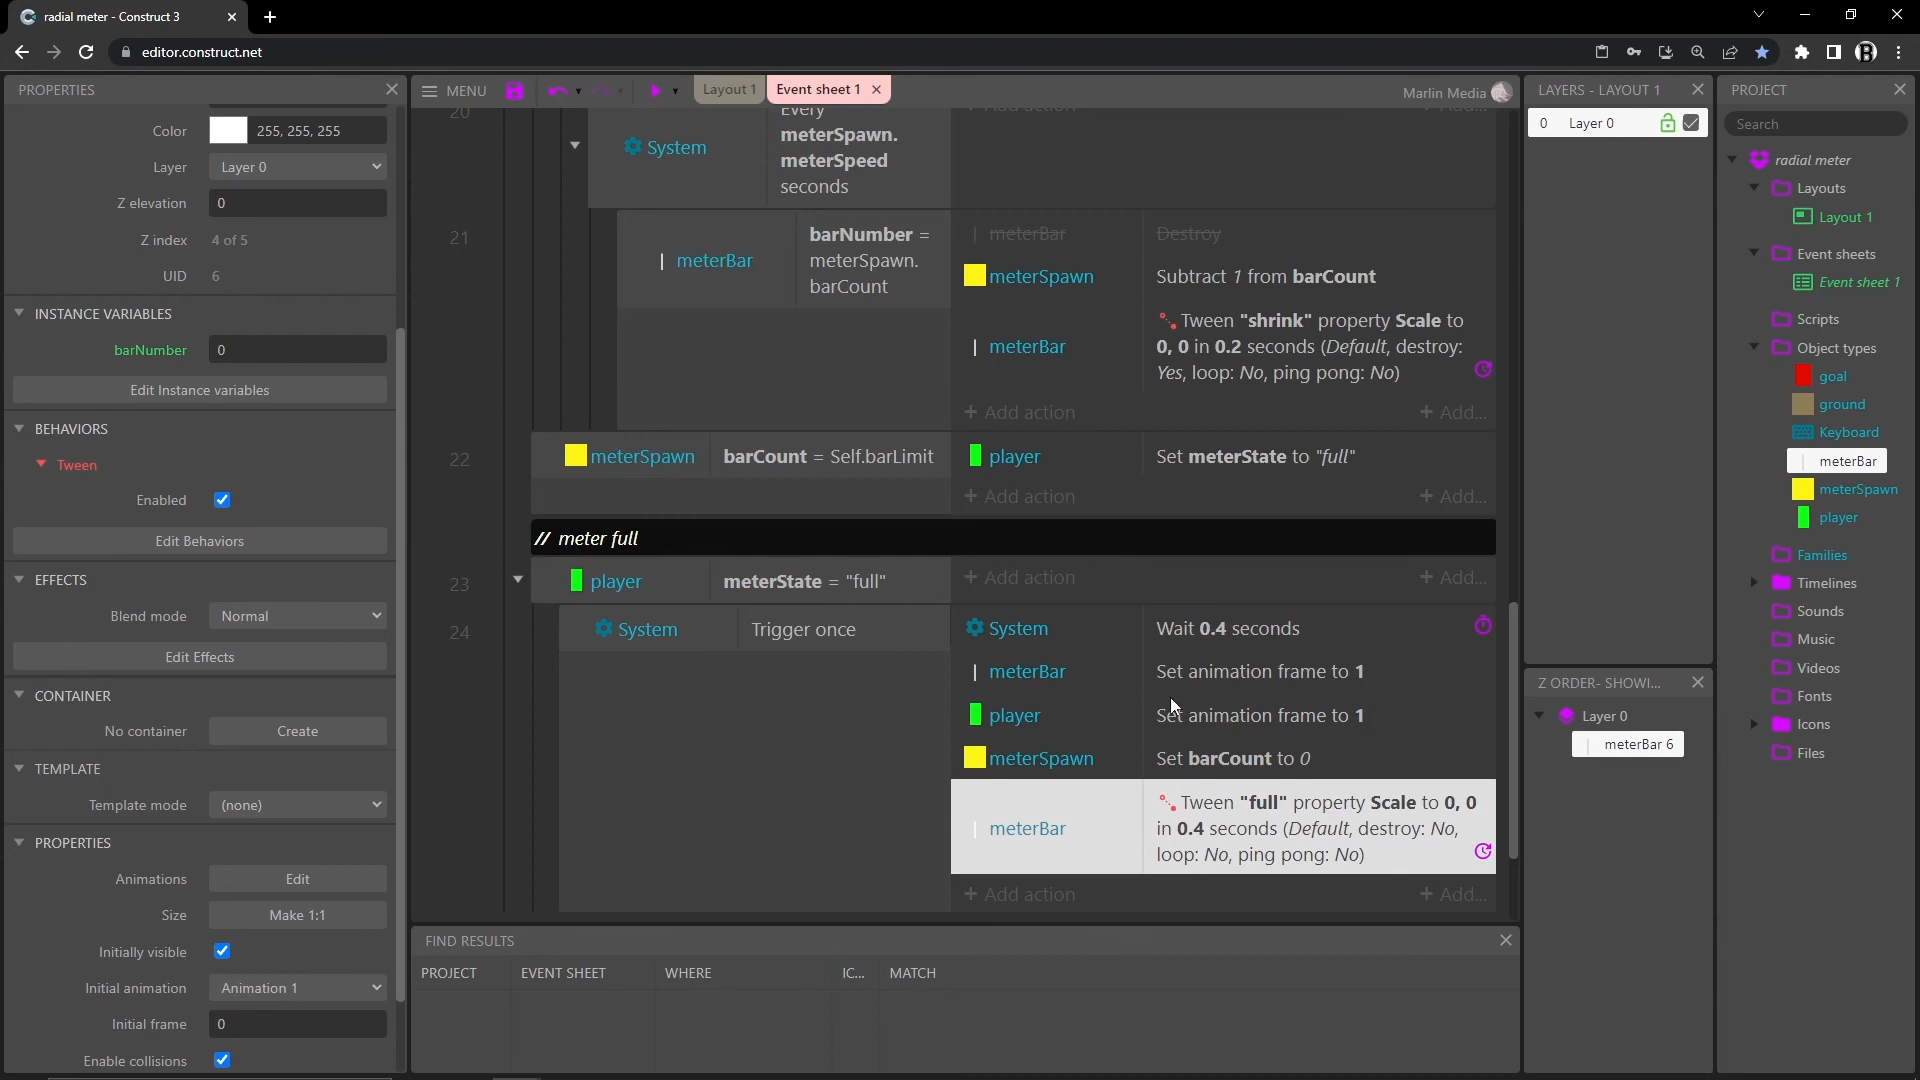 radial meter - Construct 3
editor.construct.net
PROPERTIES
Color
255, 255, 255
Layer
Layer 0
Z elevation
0
Z index
4 of 5
UID
6
INSTANCE VARIABLES
barNumber
0
Edit Instance variables
BEHAVIORS
Tween
Enabled
Edit Behaviors
EFFECTS
Blend mode
Normal
Edit Effects
CONTAINER
No container
Create
TEMPLATE
Template mode
(none)
PROPERTIES
Animations
Edit
Size
Make 1:1
Initially visible
Initial animation
Animation 1
Initial frame
0
Enable collisions
MENU
Layout 1
Event sheet 1
Marlin Media
20
System
Every
meterSpawn.
meterSpeed
seconds
+ Add action
+ Add...
21
meterBar
barNumber =
meterSpawn.
barCount
meterBar
Destroy
meterSpawn
Subtract 1 from barCount
meterBar
Tween "shrink" property Scale to
0, 0 in 0.2 seconds (Default, destroy:
Yes, loop: No, ping pong: No)
+ Add action
+ Add...
22
meterSpawn
barCount = Self.barLimit
player
Set meterState to "full"
+ Add action
+ Add...
// meter full
23
player
meterState = "full"
+ Add action
+ Add...
24
System
Trigger once
System
Wait 0.4 seconds
meterBar
Set animation frame to 1
player
Set animation frame to 1
meterSpawn
Set barCount to 0
meterBar
Tween "full" property Scale to 0, 0
in 0.4 seconds (Default, destroy: No,
loop: No, ping pong: No)
+ Add action
+ Add...
FIND RESULTS
PROJECT
EVENT SHEET
WHERE
IC...
MATCH
LAYERS - LAYOUT 1
0
Layer 0
Z ORDER- SHOWI...
Layer 0
meterBar 6
PROJECT
Search
radial meter
Layouts
Layout 1
Event sheets
Event sheet 1
Scripts
Object types
goal
ground
Keyboard
meterBar
meterSpawn
player
Families
Timelines
Sounds
Music
Videos
Fonts
Icons
Files